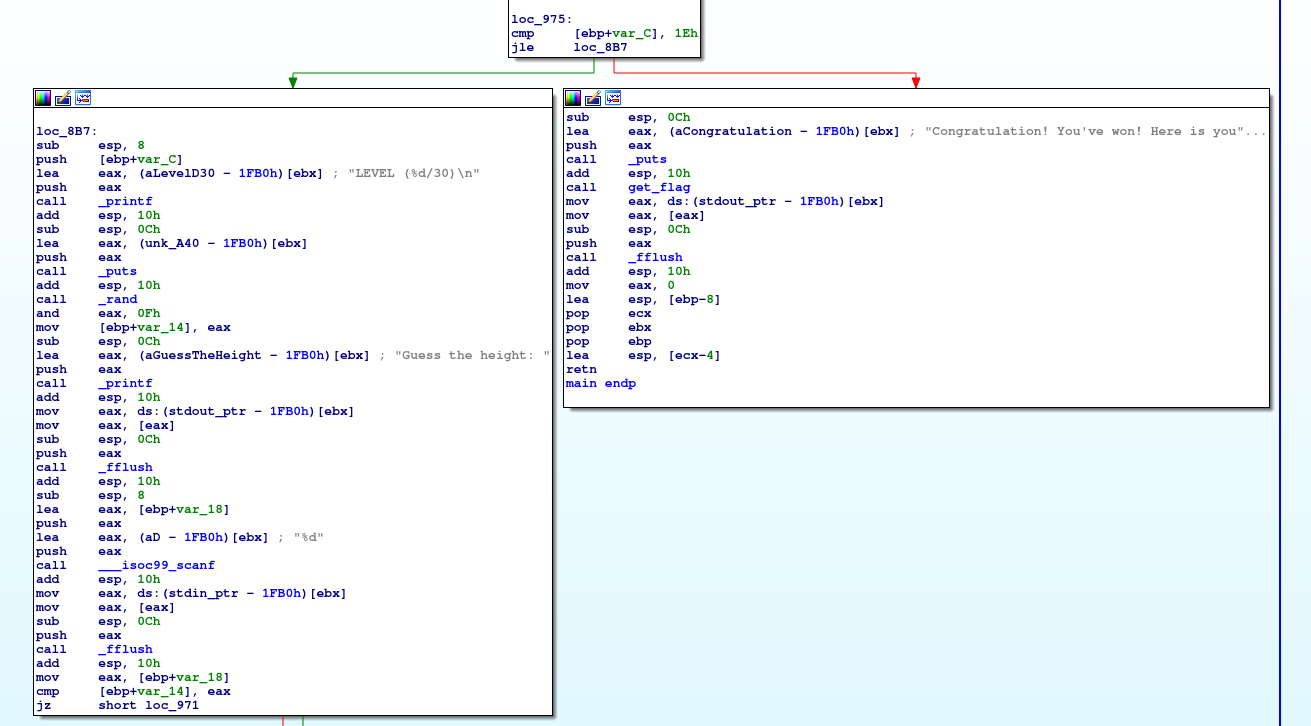 loc_975:
cmp [ebp+var_C], 1Eh
jle loc_8B7
loc_8B7:
sub esp, 8
push [ebp+var_C]
lea eax, (aLevelD30 - 1FB0h)[ebx] ; "LEVEL (%d/30)\n"
push eax
call _printf
add esp, 10h
sub esp, 0Ch
lea eax, (unk_A40 - 1FB0h)[ebx]
push eax
call _puts
add esp, 10h
call _rand
and eax, 0Fh
mov [ebp+var_14], eax
sub esp, 0Ch
lea eax, (aGuessTheHeight - 1FB0h)[ebx] ; "Guess the height: "
push eax
call _printf
add esp, 10h
mov eax, ds:(stdout_ptr - 1FB0h)[ebx]
mov eax, [eax]
sub esp, 0Ch
push eax
call _fflush
add esp, 10h
sub esp, 8
lea eax, [ebp+var_18]
push eax
lea eax, (aD - 1FB0h)[ebx] ; "%d"
push eax
call ___isoc99_scanf
add esp, 10h
mov eax, ds:(stdin_ptr - 1FB0h)[ebx]
mov eax, [eax]
sub esp, 0Ch
push eax
call _fflush
add esp, 10h
mov eax, [ebp+var_18]
cmp [ebp+var_14], eax
jz short loc_971
sub esp, 0Ch
lea eax, (aCongratulation - 1FB0h)[ebx] ; "Congratulation! You've won! Here is you"...
push eax
call _puts
add esp, 10h
call get_flag
mov eax, ds:(stdout_ptr - 1FB0h)[ebx]
mov eax, [eax]
sub esp, 0Ch
push eax
call _fflush
add esp, 10h
mov eax, 0
lea esp, [ebp-8]
pop ecx
pop ebx
pop ebp
lea esp, [ecx-4]
retn
main endp